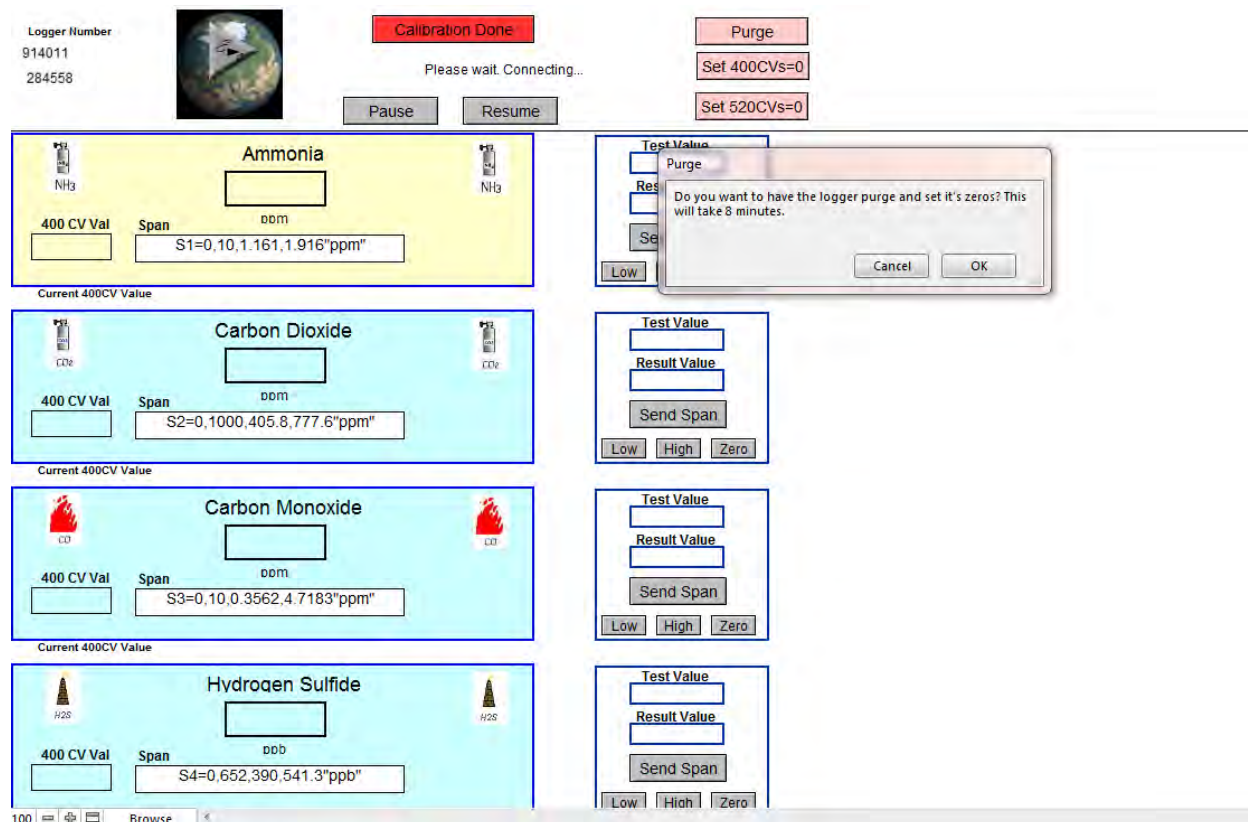 Logger Number
914011
284558
Calibration Done
Please wait. Connecting...
Pause Resume
Purge
Set 400CVs=0
Set 520CVs=0
Ammonia
NH3
NH3
ppm
400 CV Val Span
S1=0,10,1.161,1.916"ppm"
Current 400CV Value
Test Value
Res
Se
Low
Purge
Do you want to have the logger purge and set it's zeros? This
will take 8 minutes.
Cancel OK
Carbon Dioxide
CO2
CO2
ppm
400 CV Val Span
S2=0,1000,405.8,777.6"ppm"
Current 400CV Value
Test Value
Result Value
Send Span
Low High Zero
Carbon Monoxide
CO
CO
ppm
400 CV Val Span
S3=0,10,0.3562,4.7183"ppm"
Current 400CV Value
Test Value
Result Value
Send Span
Low High Zero
Hydrogen Sulfide
H2S
H2S
ppb
400 CV Val Span
S4=0,652,390,541.3"ppb"
Test Value
Result Value
Send Span
Low High Zero
100 Browse